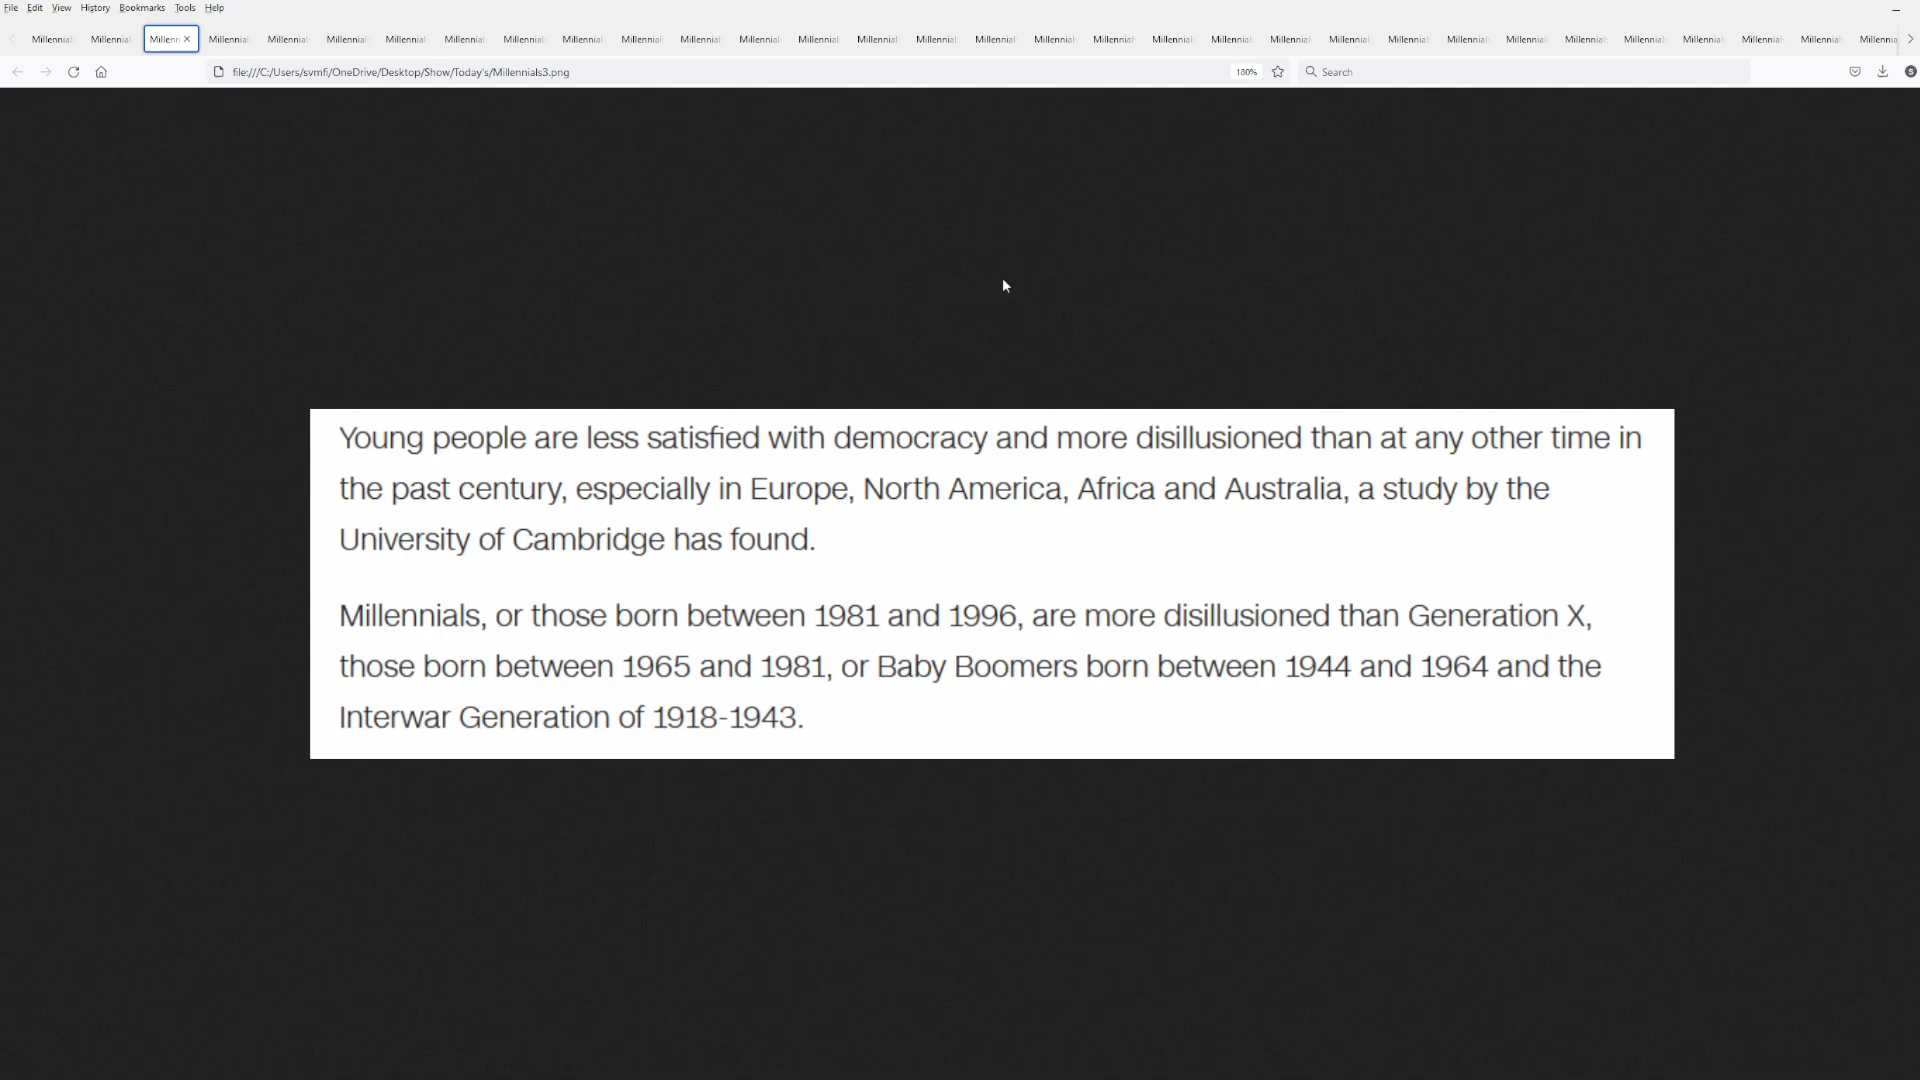 File Edit View History Bookmarks Tools Help
Millennial Millennial Millenn Millennial Millennial Millennial Millennial Millennial Millennial Millennial Millennial Millennial Millennial Millennial Millennial Millennial Millennial Millennial Millennial Millennial Millennial Millennial Millennial Millennial Millennial Millennial Millennial Millennial Millennial Millennial Millennial Millennia
file:///C:/Users/svmfi/OneDrive/Desktop/Show/Today's/Millennials3.png 180% Search S
Young people are less satisfied with democracy and more disillusioned than at any other time in
the past century, especially in Europe, North America, Africa and Australia, a study by the
University of Cambridge has found.
Millennials, or those born between 1981 and 1996, are more disillusioned than Generation X,
those born between 1965 and 1981, or Baby Boomers born between 1944 and 1964 and the
Interwar Generation of 1918-1943.